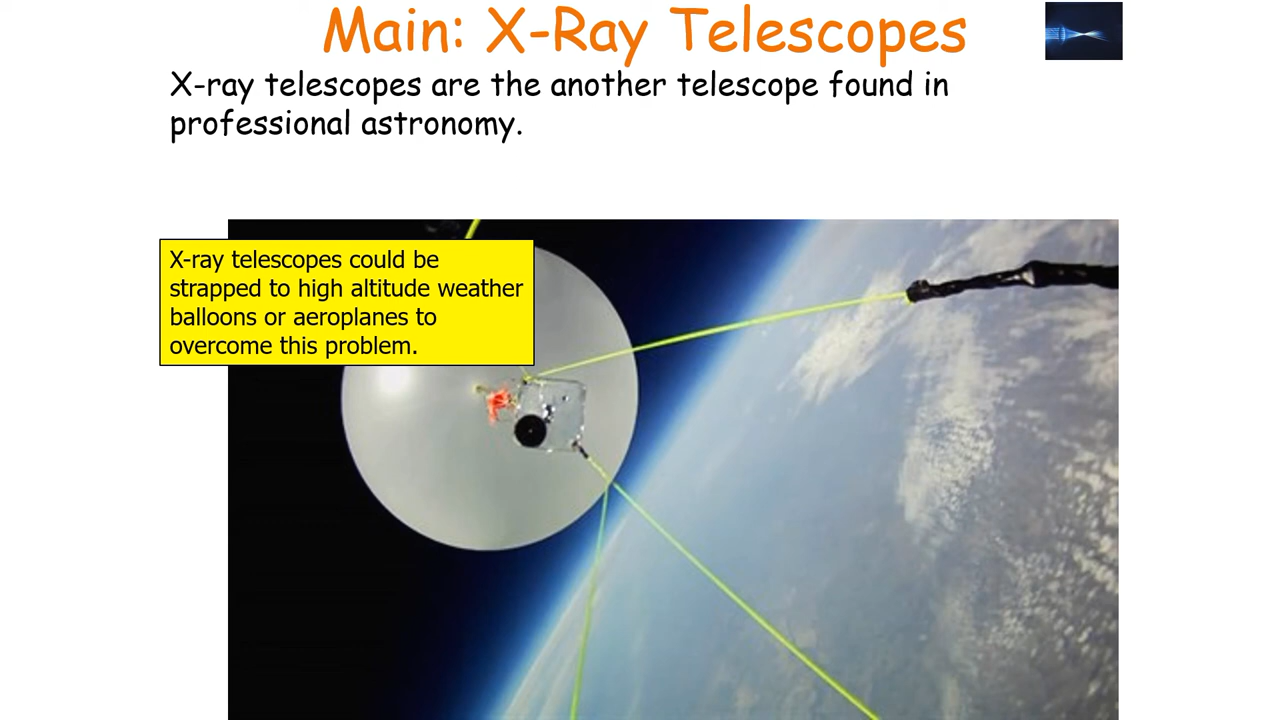 Main: X-Ray Telescopes
X-ray telescopes are the another telescope found in
professional astronomy.
X-ray telescopes could be
strapped to high altitude weather
balloons or aeroplanes to
overcome this problem.